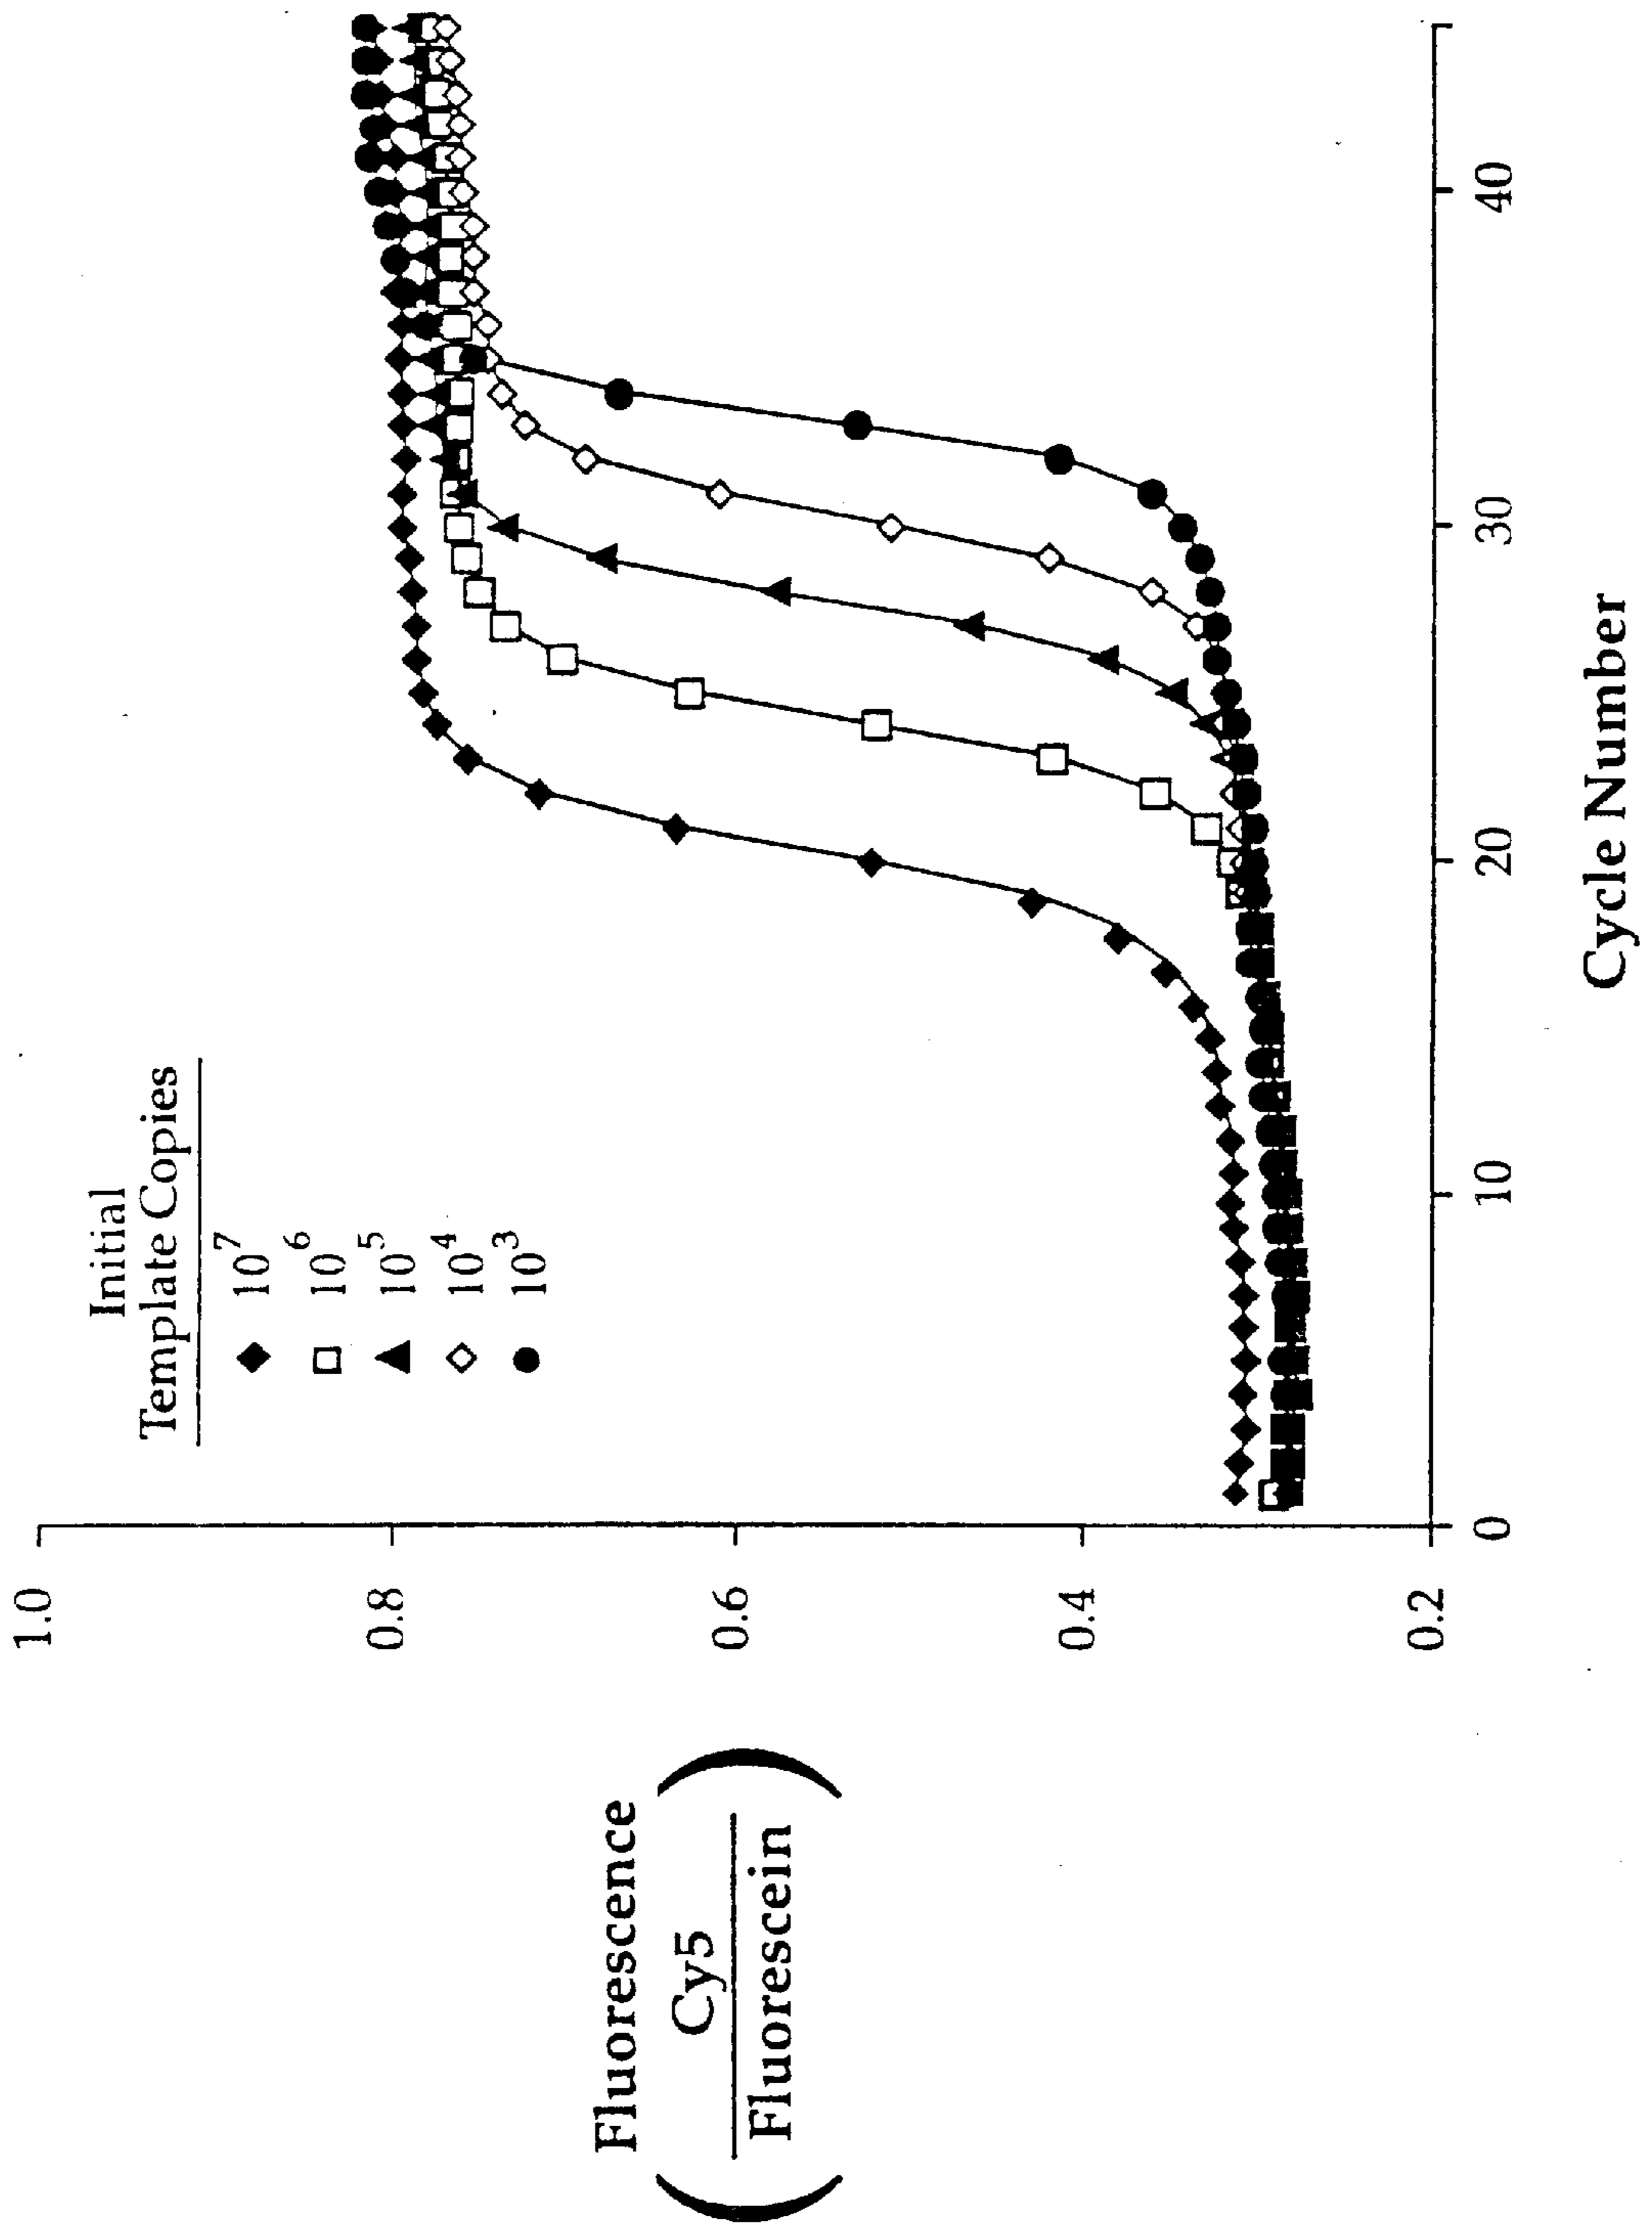 Initial
Template Copies
◆ 10^7
□ 10^6
▲ 10^5
◇ 10^4
● 10^3
1.0
0.8
0.6
0.4
0.2
Fluorescence
( Cy5
Fluorescein )
0 10 20 30 40
Cycle Number